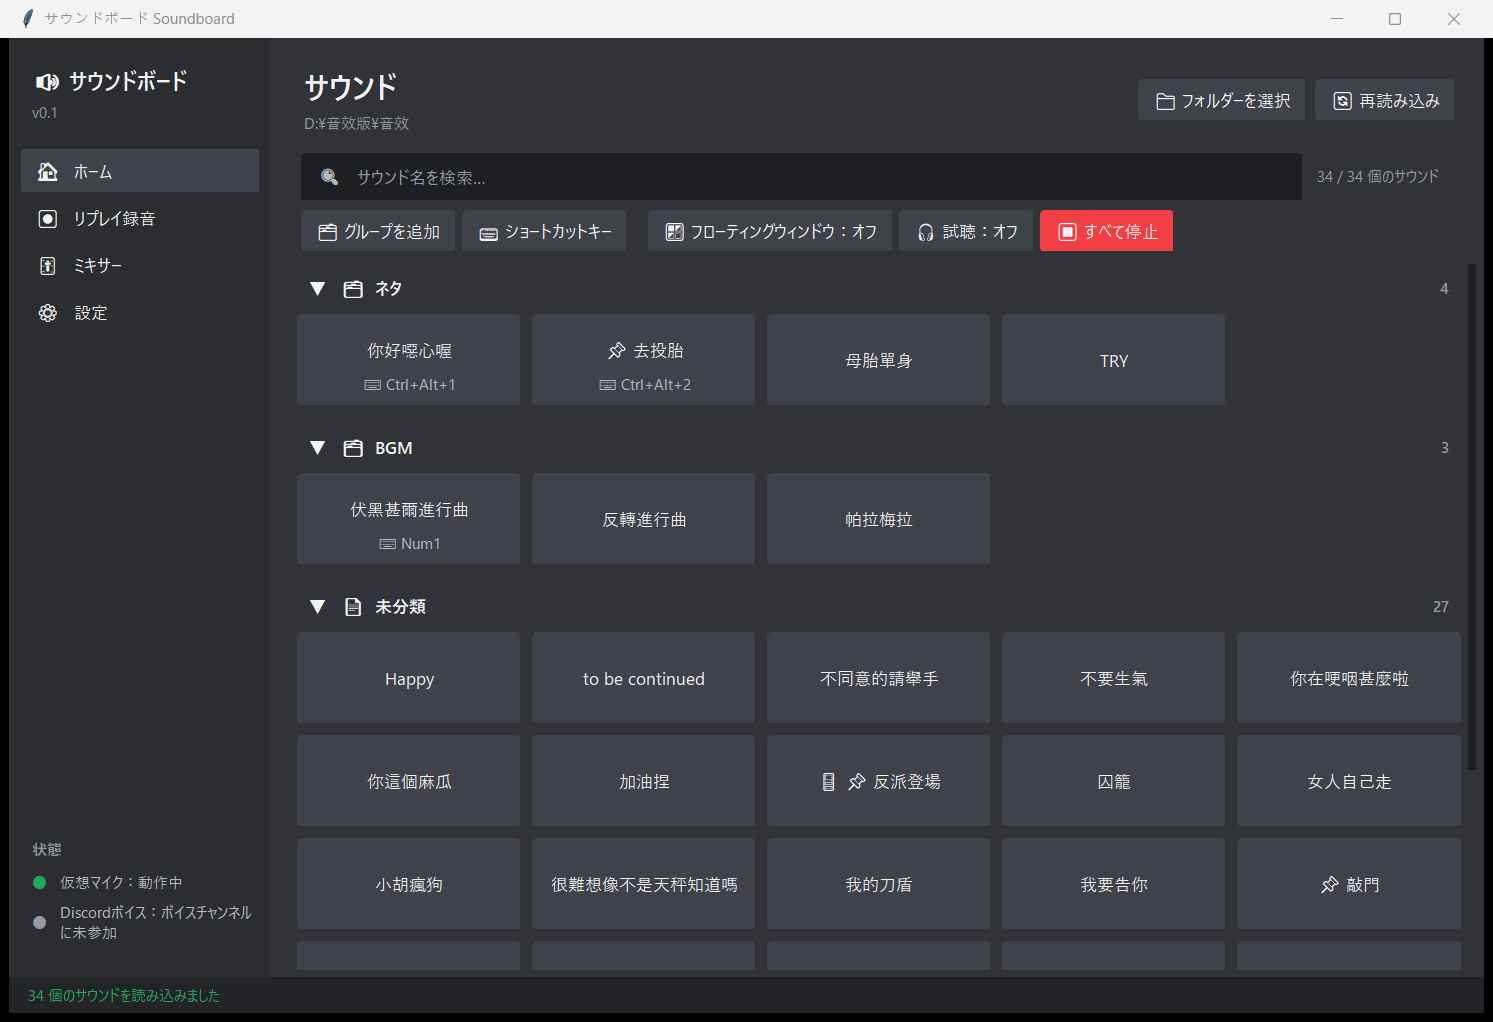 サウンドボード Soundboard
サウンドボード
v0.1
ホーム
リプレイ録音
ミキサー
設定
状態
仮想マイク：動作中
Discordボイス：ボイスチャンネル
に未参加
サウンド
D:¥音效版¥音效
フォルダーを選択
再読み込み
サウンド名を検索...
34 / 34 個のサウンド
グループを追加
ショートカットキー
フローティングウィンドウ：オフ
試聴：オフ
すべて停止
ネタ
4
你好噁心喔
Ctrl+Alt+1
去投胎
Ctrl+Alt+2
母胎單身
TRY
BGM
3
伏黑甚爾進行曲
Num1
反轉進行曲
帕拉梅拉
未分類
27
Happy
to be continued
不同意的請舉手
不要生氣
你在哽咽甚麼啦
你這個麻瓜
加油捏
反派登場
囚籠
女人自己走
小胡瘋狗
很難想像不是天秤知道嗎
我的刀盾
我要告你
敲門
34 個のサウンドを読み込みました